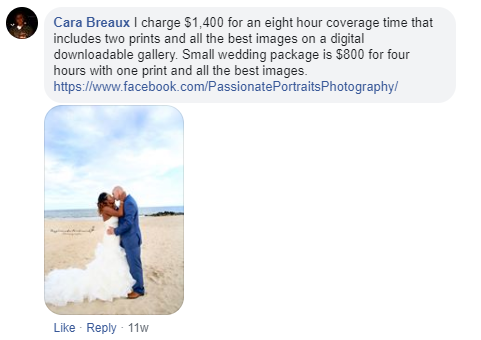 Cara Breaux I charge $1,400 for an eight hour coverage time that
includes two prints and all the best images on a digital
downloadable gallery. Small wedding package is $800 for four
hours with one print and all the best images.
https://www.facebook.com/PassionatePortraitsPhotography/
Like · Reply · 11w